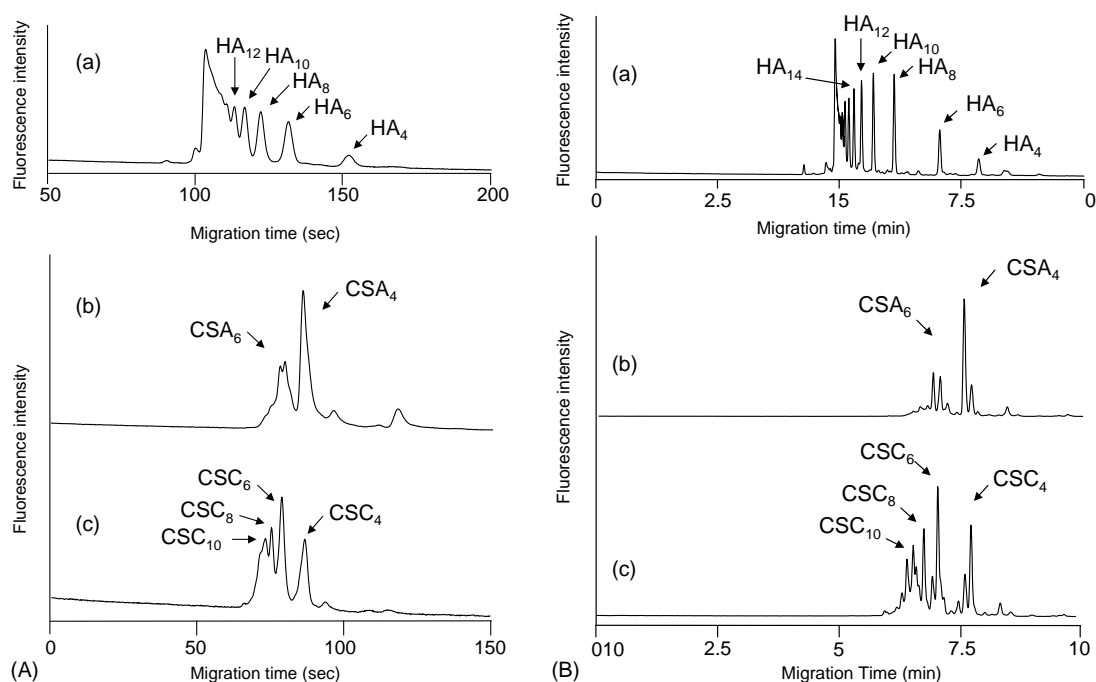 Fluorescence intensity
(a)
HA₁₂
HA₁₀
HA₈
HA₆
HA₄
50
100
150
200
Migration time (sec)
Fluorescence intensity
(b)
CSA₆
CSA₄
(c)
CSC₁₀
CSC₈
CSC₆
CSC₄
0
50
100
150
(A)
Migration time (sec)
Fluorescence intensity
(a)
HA₁₄
HA₁₂
HA₁₀
HA₈
HA₆
HA₄
0
2.5
15
7.5
0
Migration time (min)
Fluorescence intensity
(b)
CSA₆
CSA₄
(c)
CSC₁₀
CSC₈
CSC₆
CSC₄
010
2.5
5
7.5
10
(B)
Migration Time (min)